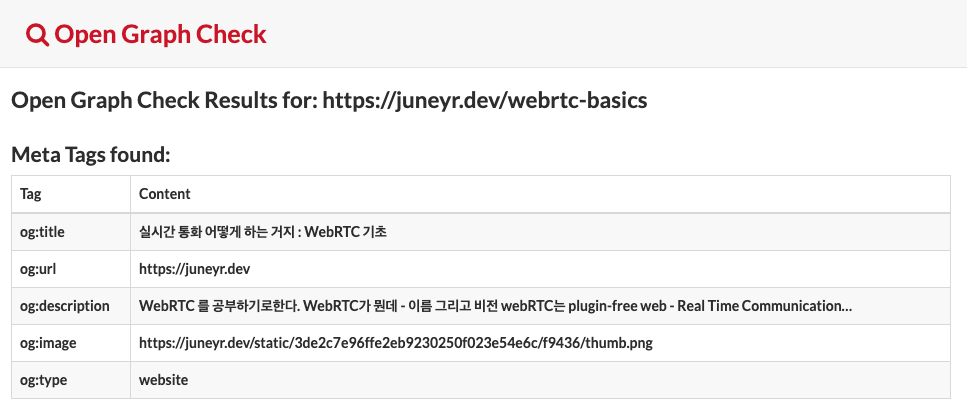 Open Graph Check
Open Graph Check Results for: https://juneyr.dev/webrtc-basics
Meta Tags found:
Tag Content
og:title 실시간 통화 어떻게 하는 거지 : WebRTC 기초
og:url https://juneyr.dev
og:description WebRTC 를 공부하기로한다. WebRTC가 뭔데 - 이름 그리고 비전 webRTC는 plugin-free web - Real Time Communication...
og:image https://juneyr.dev/static/3de2c7e96ffe2eb9230250f023e54e6c/f9436/thumb.png
og:type website